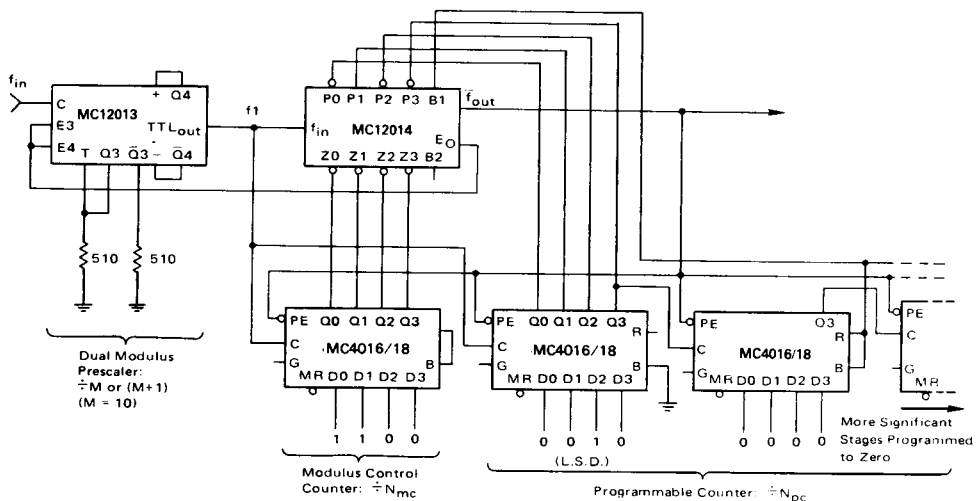 f_in
C MC12013 + Q4
E3 TTL_out
E4 T Q3 Q̄3 - Q̄4
510 510
Dual Modulus
Prescaler:
÷M or (M+1)
(M = 10)
f1
P0 P1 P2 P3 B1 f̄_out
f_in MC12014 E_O
Z0 Z1 Z2 Z3 B2
PE Q0 Q1 Q2 Q3
C MC4016/18
G B
MR D0 D1 D2 D3
1 1 0 0
Modulus Control
Counter: ÷N_mc
PE Q0 Q1 Q2 Q3
R
C MC4016/18
G B
MR D0 D1 D2 D3
0 0 1 0
(L.S.D.)
PE Q3
R
C MC4016/18
G B
MR D0 D1 D2 D3
0 0 0 0
PE
C
G
MR
More Significant
Stages Programmed
to Zero
Programmable Counter: ÷N_pc